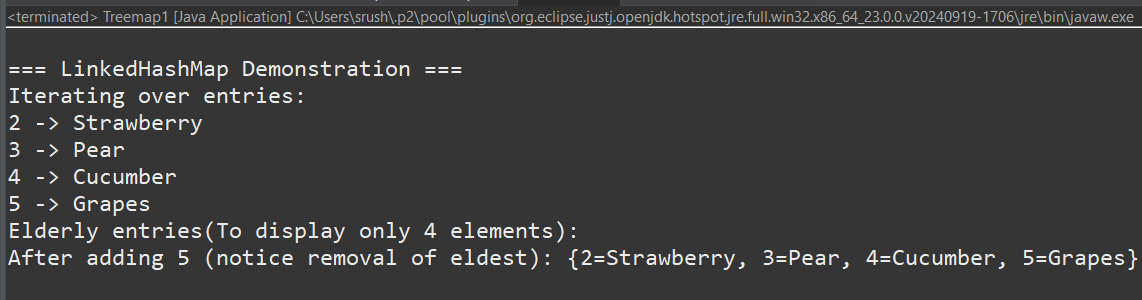 <terminated> Treemap1 [Java Application] C:\Users\srush\.p2\pool\plugins\org.eclipse.justj.openjdk.hotspot.jre.full.win32.x86_64_23.0.0.v20240919-1706\jre\bin\javaw.exe
=== LinkedHashMap Demonstration ===
Iterating over entries:
2 -> Strawberry
3 -> Pear
4 -> Cucumber
5 -> Grapes
Elderly entries(To display only 4 elements):
After adding 5 (notice removal of eldest): {2=Strawberry, 3=Pear, 4=Cucumber, 5=Grapes}